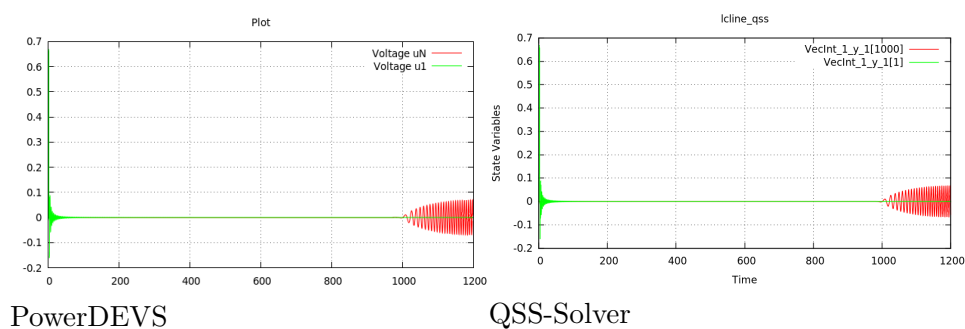 Plot
Voltage uN
Voltage u1
0.7
0.6
0.5
0.4
0.3
0.2
0.1
0
-0.1
-0.2
0 200 400 600 800 1000 1200
PowerDEVS
lcline_qss
VecInt_1_y_1[1000]
VecInt_1_y_1[1]
State Variables
0.7
0.6
0.5
0.4
0.3
0.2
0.1
0
-0.1
-0.2
0 200 400 600 800 1000 1200
Time
QSS-Solver